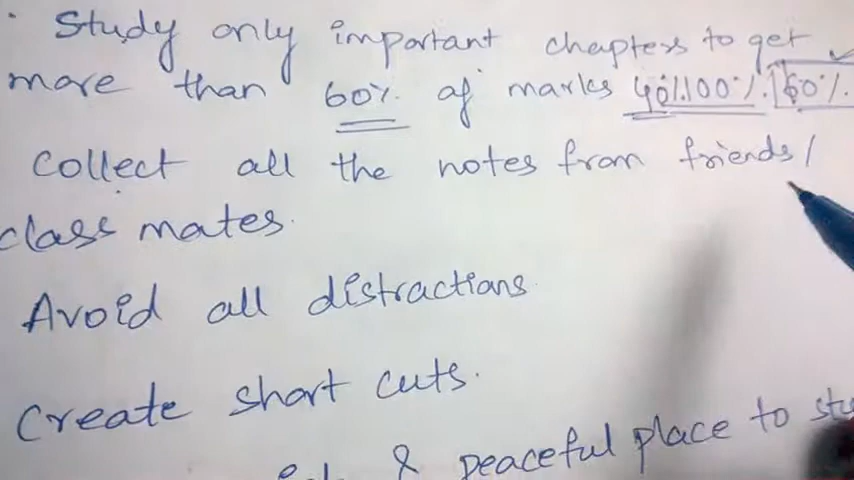 · Study only important chapters to get
more than 60% of marks 40% 100% 60%.
Collect all the notes from friends/
class mates.
Avoid all distractions.
Create short cuts.
& peaceful place to